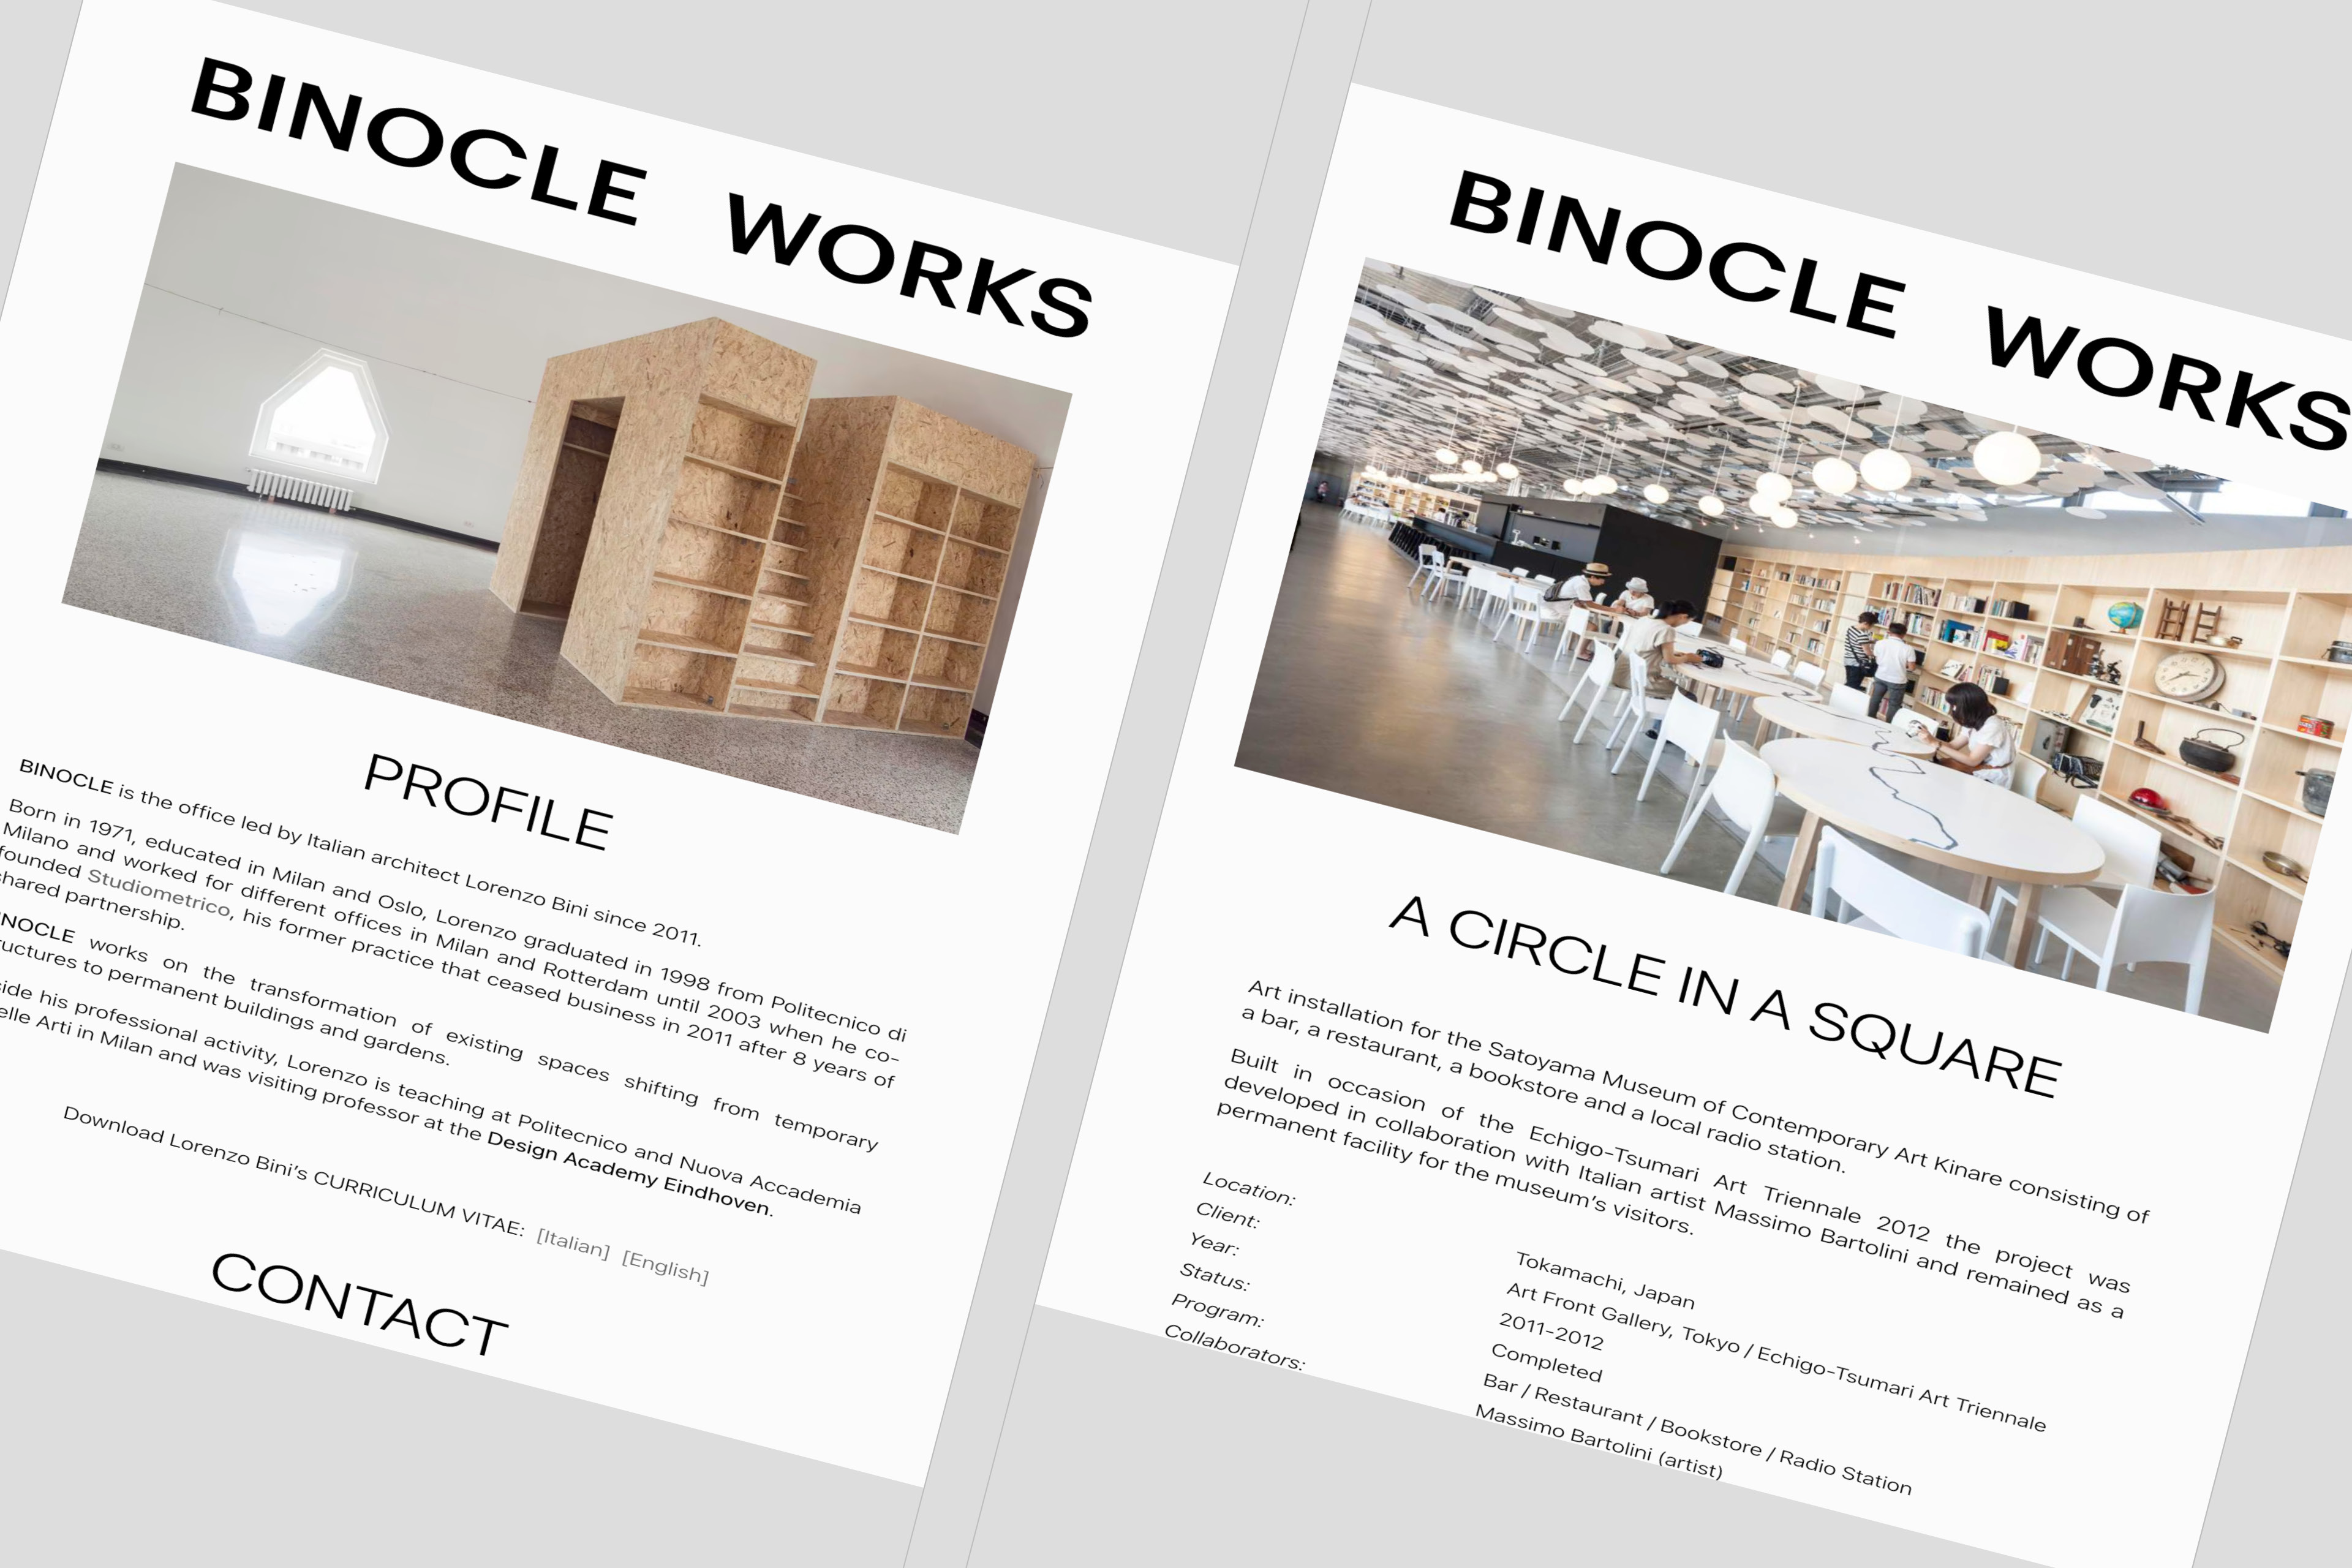 BINOCLE WORKS
PROFILE
BINOCLE is the office led by Italian architect Lorenzo Bini since 2011.
Born in 1971, educated in Milan and Oslo, Lorenzo graduated in 1998 from Politecnico di
Milano and worked for different offices in Milan and Rotterdam until 2003 when he co-
founded Studiometrico, his former practice that ceased business in 2011 after 8 years of
shared partnership.
works on the transformation of existing spaces shifting from temporary
to permanent buildings and gardens.
his professional activity, Lorenzo is teaching at Politecnico and Nuova Accademia
Arti in Milan and was visiting professor at the Design Academy Eindhoven.
Download Lorenzo Bini's CURRICULUM VITAE: [Italian] [English]
CONTACT
BINOCLE WORKS
A CIRCLE IN A SQUARE
Art installation for the Satoyama Museum of Contemporary Art Kinare consisting of
a bar, a restaurant, a bookstore and a local radio station.
Built in occasion of the Echigo-Tsumari Art Triennale 2012 the project was
developed in collaboration with Italian artist Massimo Bartolini and remained as a
permanent facility for the museum's visitors.
Location: Tokamachi, Japan
Client: Art Front Gallery, Tokyo / Echigo-Tsumari Art Triennale
Year: 2011-2012
Status: Completed
Program: Bar / Restaurant / Bookstore / Radio Station
Collaborators: Massimo Bartolini (artist)